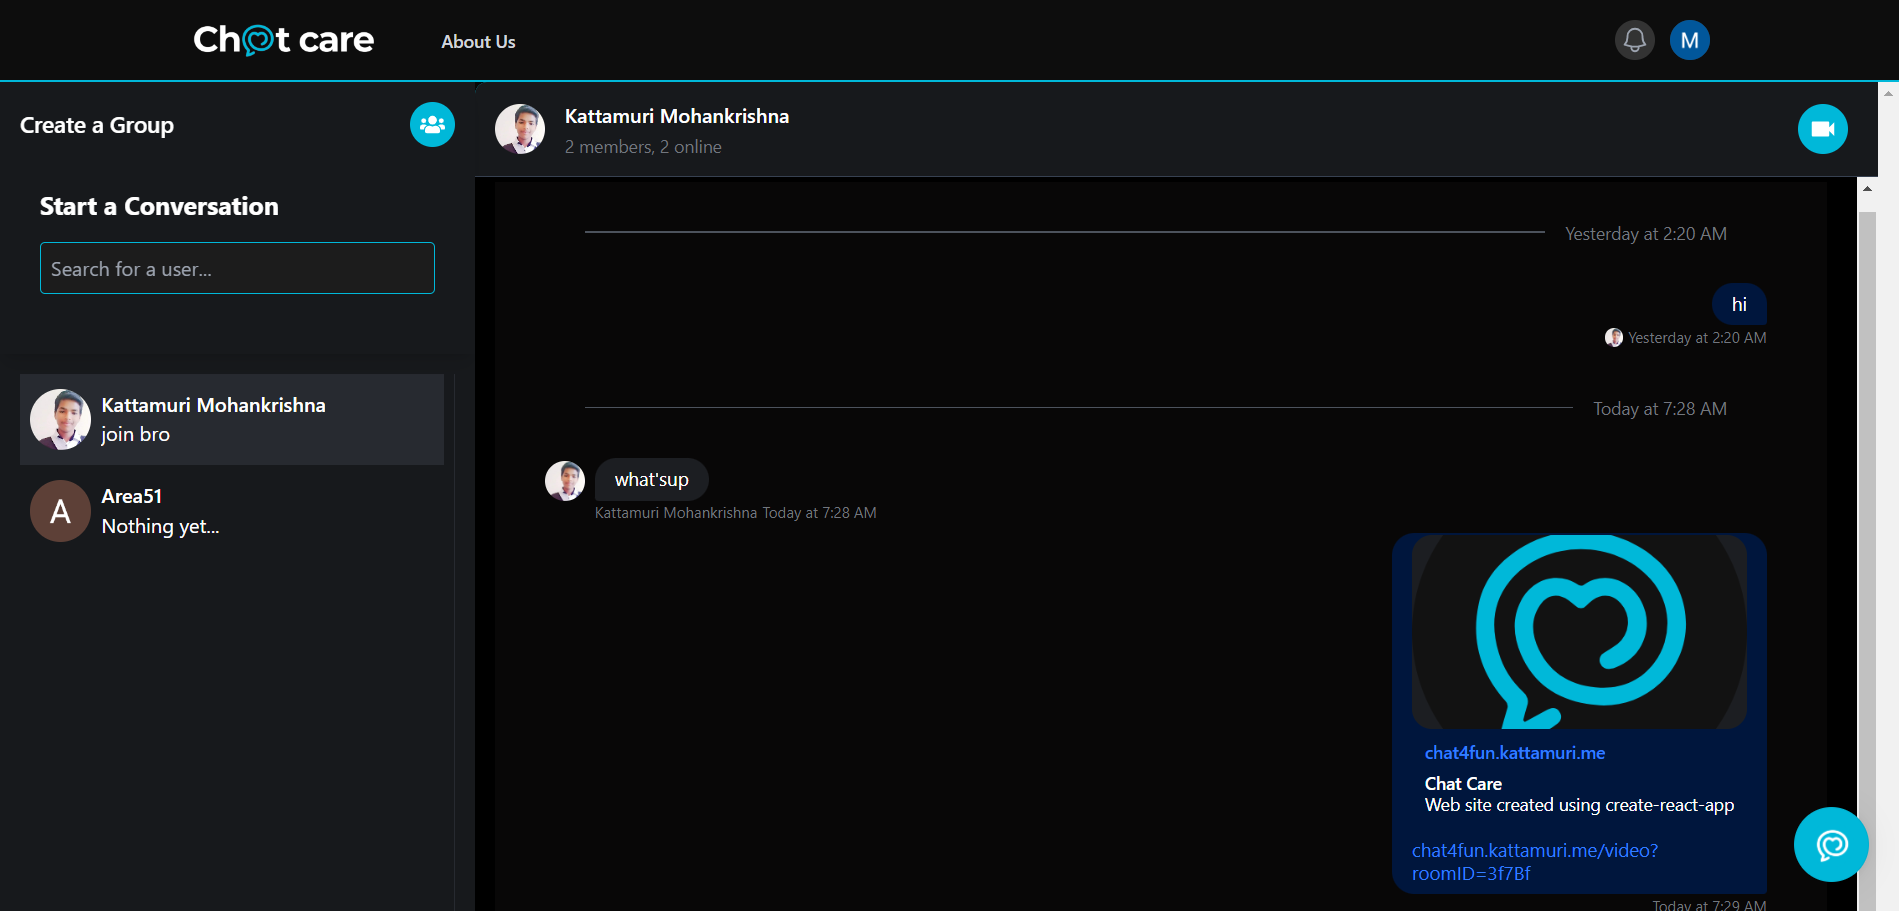 Chat care
About Us
M
Create a Group
Start a Conversation
Search for a user...
Kattamuri Mohankrishna
join bro
A
Area51
Nothing yet...
Kattamuri Mohankrishna
2 members, 2 online
Yesterday at 2:20 AM
hi
Yesterday at 2:20 AM
Today at 7:28 AM
what'sup
Kattamuri Mohankrishna Today at 7:28 AM
chat4fun.kattamuri.me
Chat Care
Web site created using create-react-app
chat4fun.kattamuri.me/video?
roomID=3f7Bf
Today at 7:29 AM